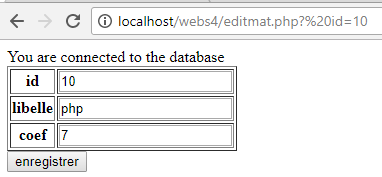 localhost/webs4/editmat.php?%20id=10
You are connected to the database
id 10
libelle php
coef 7
enregistrer